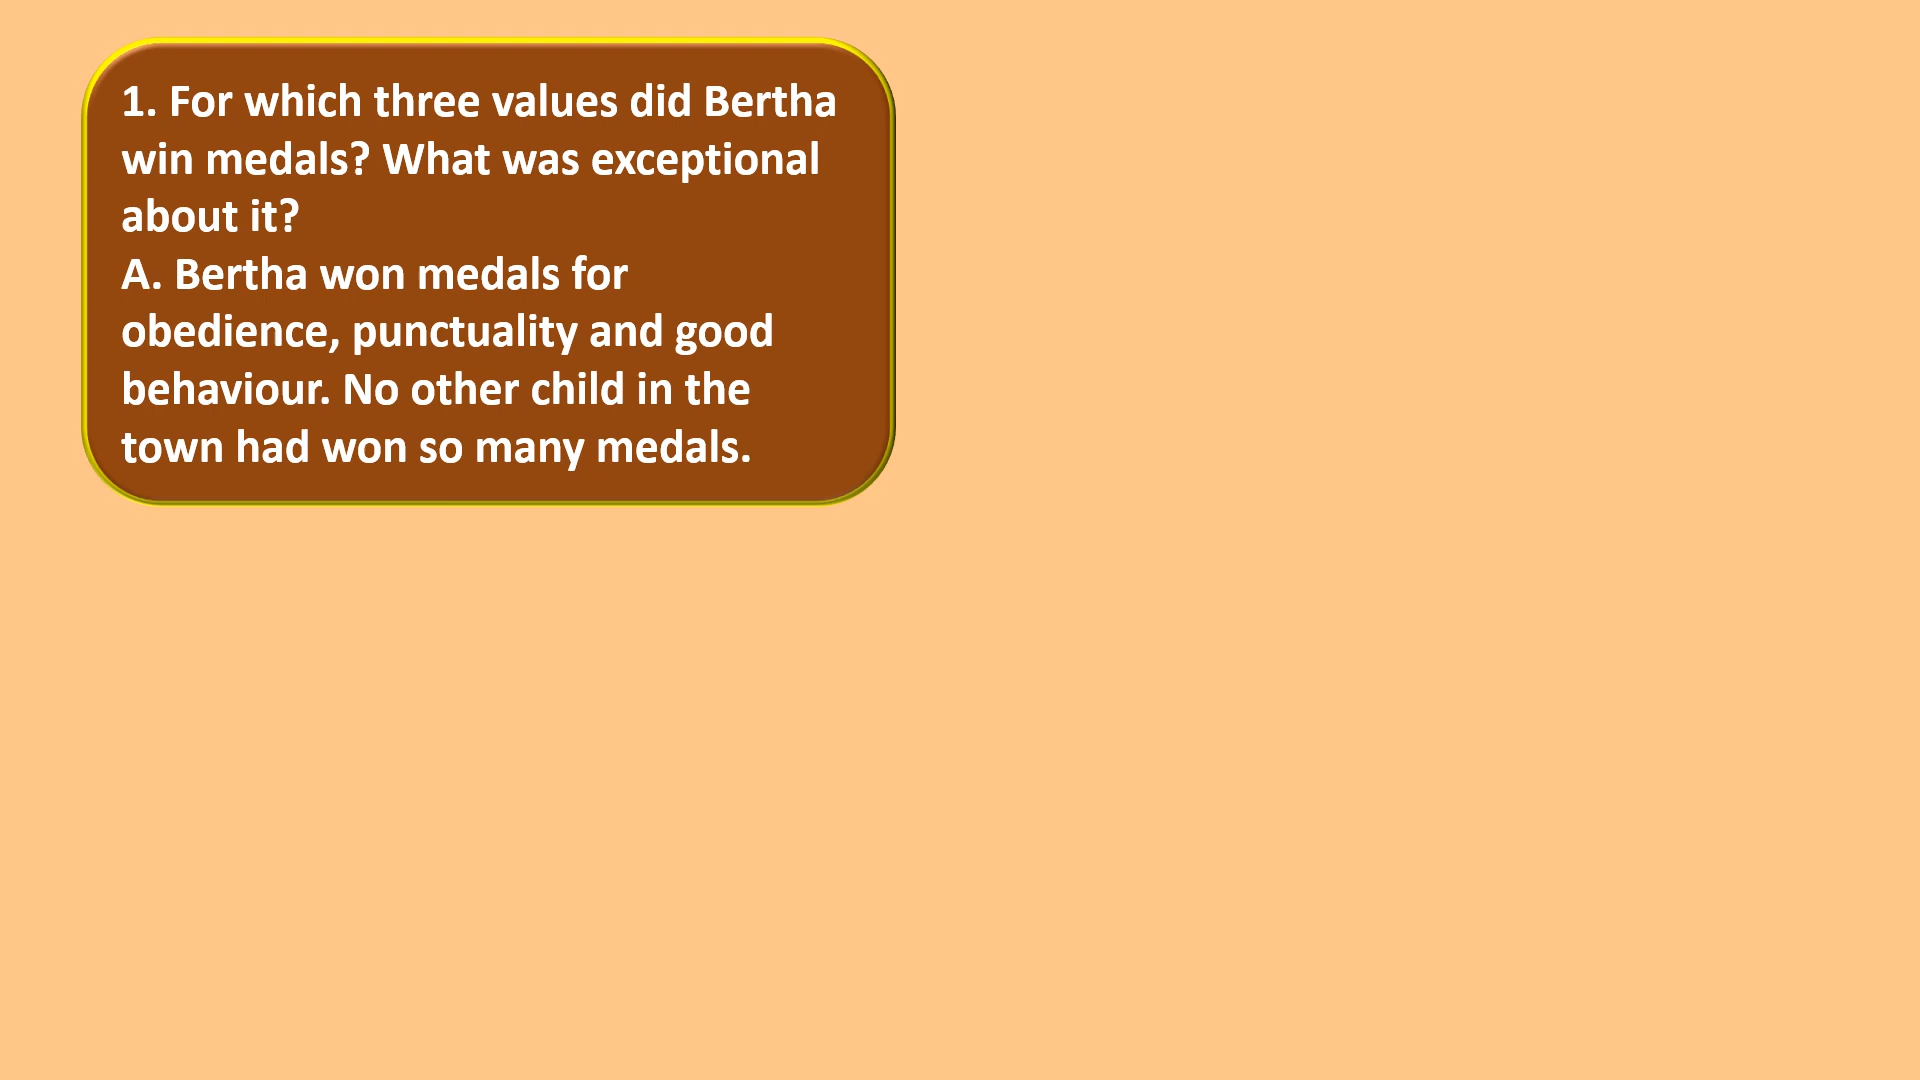 1. For which three values did Bertha
win medals? What was exceptional
about it?
A. Bertha won medals for
obedience, punctuality and good
behaviour. No other child in the
town had won so many medals.